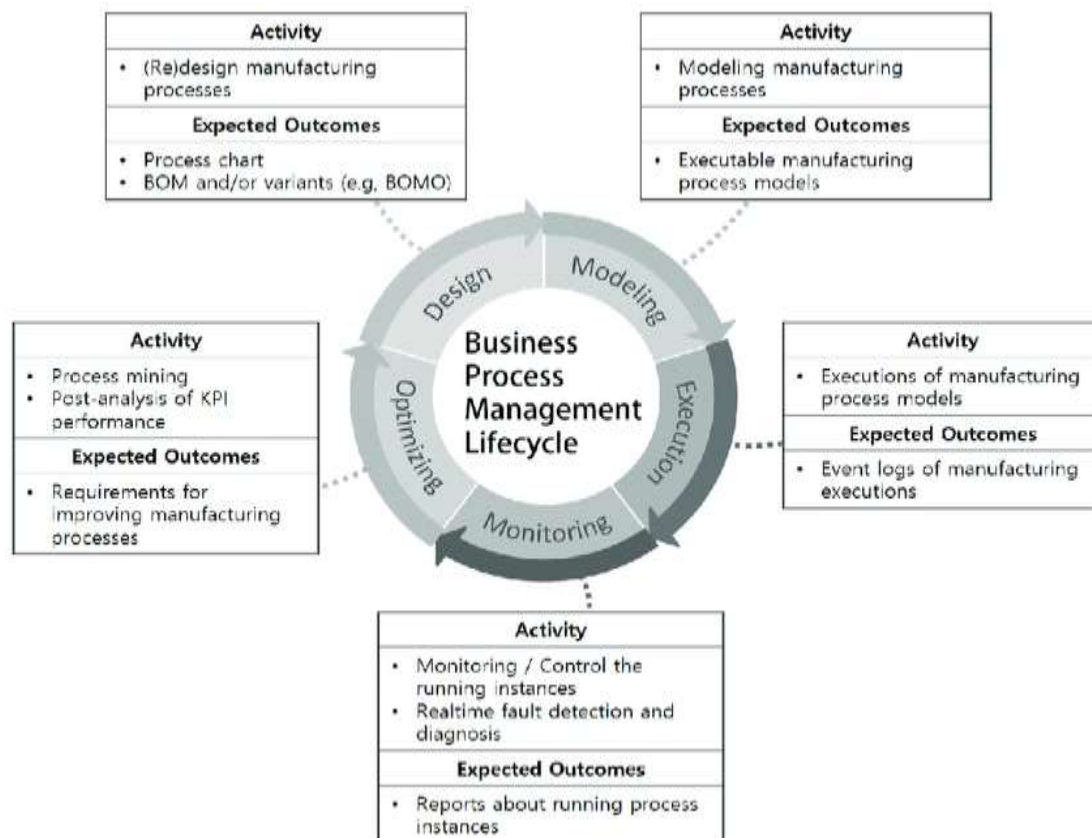 Activity
• (Re)design manufacturing
processes
Expected Outcomes
• Process chart
• BOM and/or variants (e.g, BOMO)
Activity
• Modeling manufacturing
processes
Expected Outcomes
• Executable manufacturing
process models
Design
Modeling
Execution
Monitoring
Optimizing
Business
Process
Management
Lifecycle
Activity
• Process mining
• Post-analysis of KPI
performance
Expected Outcomes
• Requirements for
improving manufacturing
processes
Activity
• Executions of manufacturing
process models
Expected Outcomes
• Event logs of manufacturing
executions
Activity
• Monitoring / Control the
running instances
• Realtime fault detection and
diagnosis
Expected Outcomes
• Reports about running process
instances